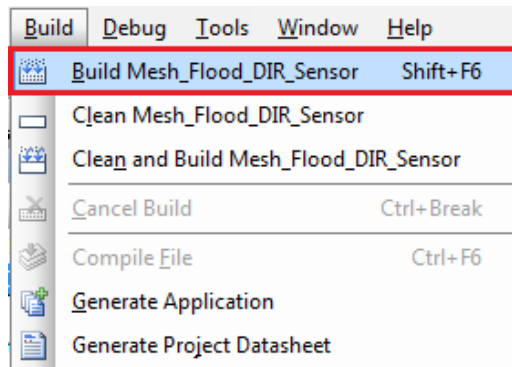 Build Debug Tools Window Help
Build Mesh_Flood_DIR_Sensor Shift+F6
Clean Mesh_Flood_DIR_Sensor
Clean and Build Mesh_Flood_DIR_Sensor
Cancel Build Ctrl+Break
Compile File Ctrl+F6
Generate Application
Generate Project Datasheet